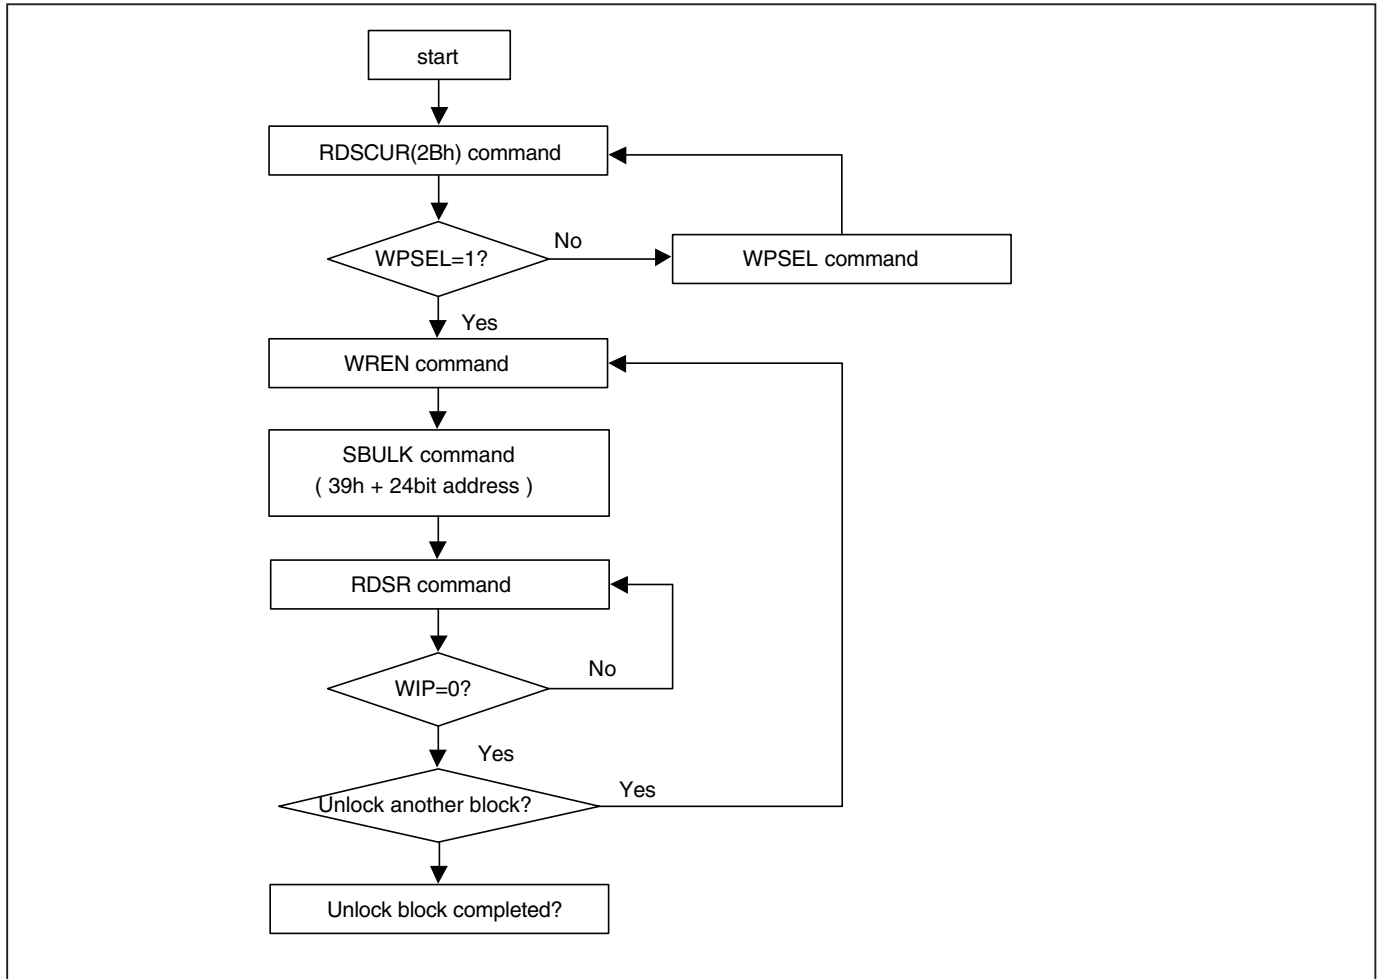 start
RDSCUR(2Bh) command
WPSEL=1?
No
WPSEL command
Yes
WREN command
SBULK command
( 39h + 24bit address )
RDSR command
WIP=0?
No
Yes
Unlock another block?
Yes
Unlock block completed?